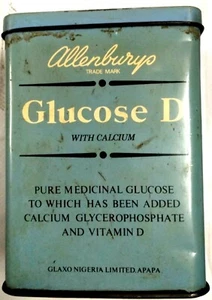 Allenburys
TRADE MARK
Glucose D
WITH CALCIUM
PURE MEDICINAL GLUCOSE
TO WHICH HAS BEEN ADDED
CALCIUM GLYCEROPHOSPHATE
AND VITAMIN D
GLAXO NIGERIA LIMITED. APAPA.